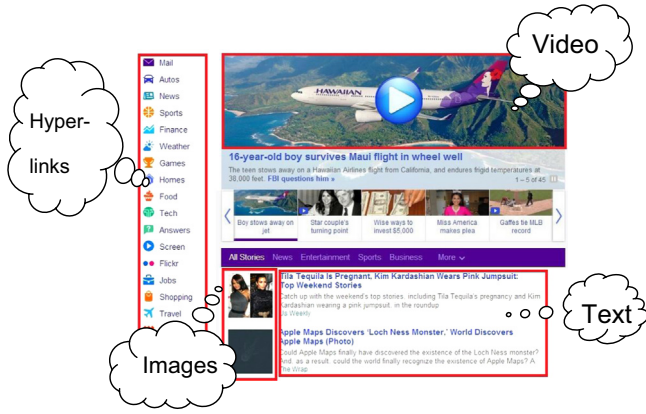 Video
Hyper-
links
Images
Text
Mail
Autos
News
Sports
Finance
Weather
Games
Homes
Food
Tech
Answers
Screen
Flickr
Jobs
Shopping
Travel
HAWAIIAN
16-year-old boy survives Maui flight in wheel well
The teen stows away on a Hawaiian Airlines flight from California, and endures frigid temperatures at
38,000 feet. FBI questions him »
1 – 5 of 45
Boy stows away on
jet
Star couple's
turning point
Wise ways to
invest $5,000
Miss America
makes plea
Gaffes tie MLB
record
All Stories News Entertainment Sports Business More
Tila Tequila Is Pregnant, Kim Kardashian Wears Pink Jumpsuit:
Top Weekend Stories
Catch up with the weekend's top stories, including Tila Tequila's pregnancy and Kim
Kardashian wearing a pink jumpsuit, in the roundup
Us Weekly
Apple Maps Discovers 'Loch Ness Monster,' World Discovers
Apple Maps (Photo)
Could Apple Maps finally have discovered the existence of the Loch Ness monster?
And, as a result, could the world finally recognize the existence of Apple Maps? A
The Wrap